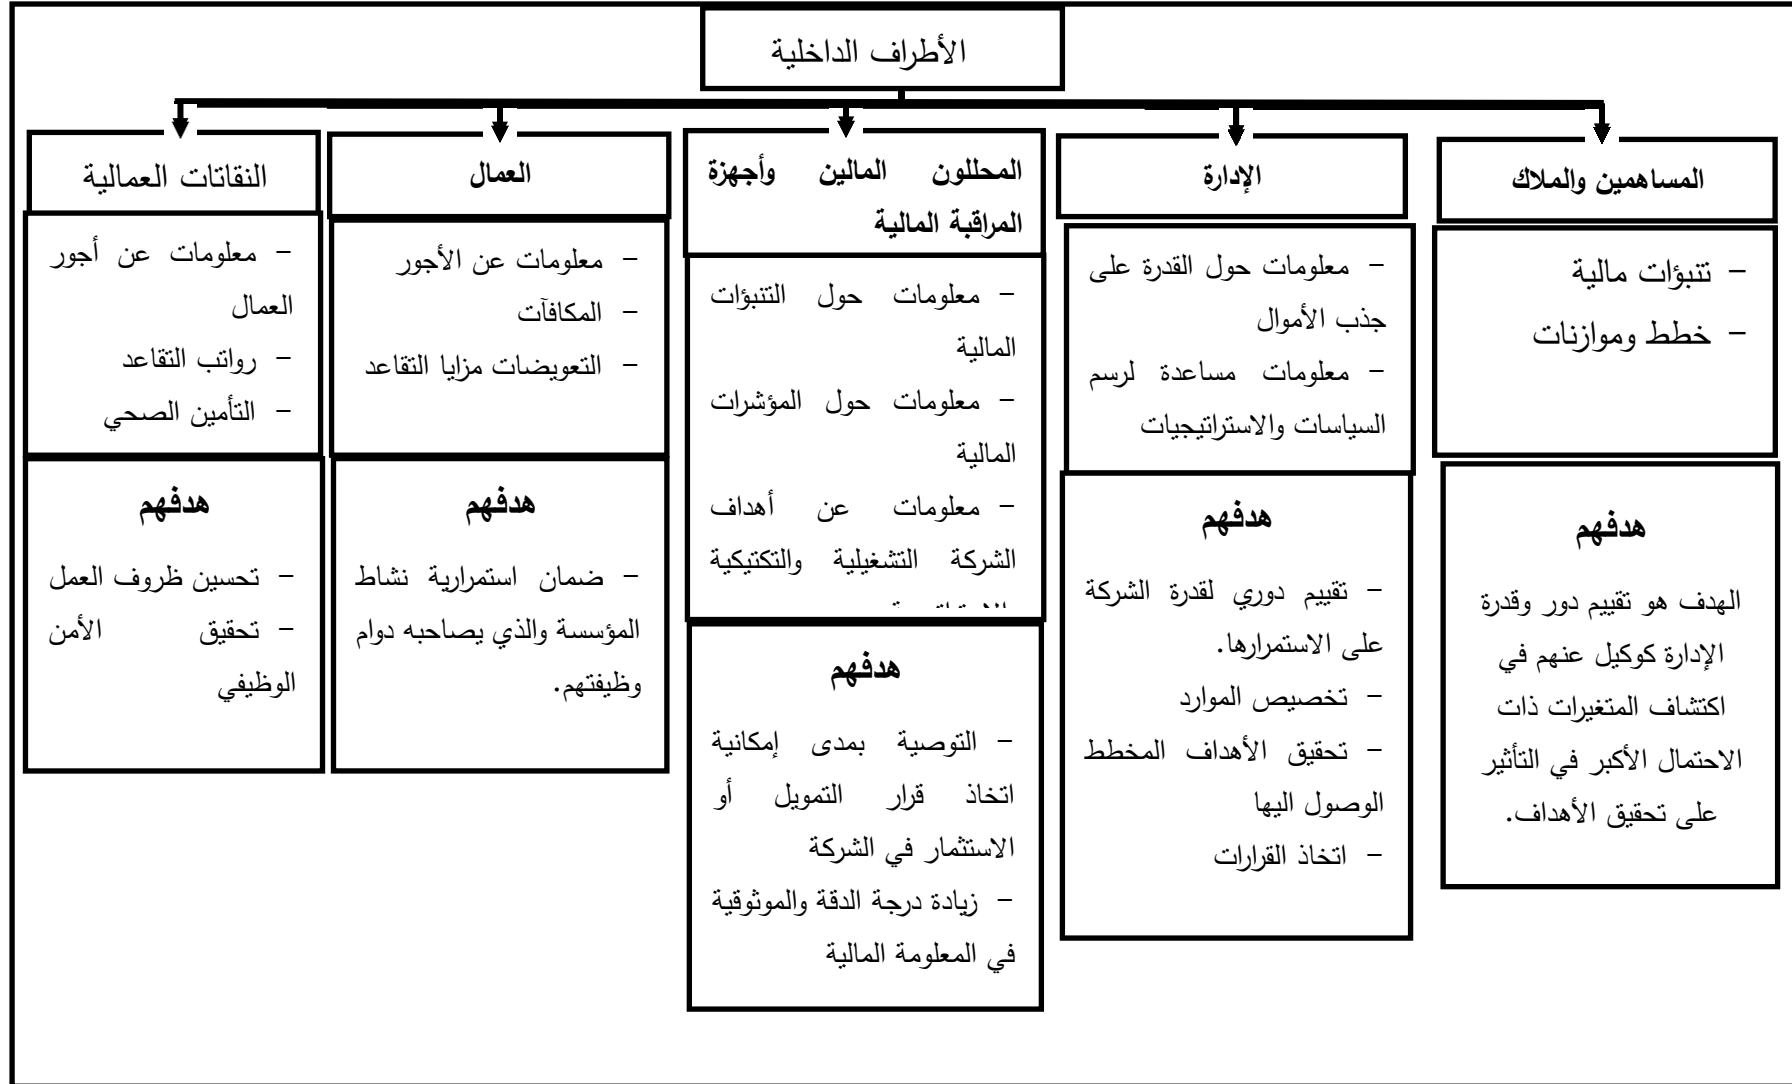 الأطراف الداخلية
المساهمين والملاك
- تنبؤات مالية
- خطط وموازنات
هدفهم
الهدف هو تقييم دور وقدرة
الإدارة كوكيل عنهم في
اكتشاف المتغيرات ذات
الاحتمال الأكبر في التأثير
على تحقيق الأهداف.
الإدارة
- معلومات حول القدرة على
جذب الأموال
- معلومات مساعدة لرسم
السياسات والاستراتيجيات
هدفهم
- تقييم دوري لقدرة الشركة
على الاستمرارها.
- تخصيص الموارد
- تحقيق الأهداف المخطط
الوصول اليها
- اتخاذ القرارات
المحللون المالين وأجهزة
المراقبة المالية
- معلومات حول التنبؤات
المالية
- معلومات حول المؤشرات
المالية
- معلومات عن أهداف
الشركة التشغيلية والتكتيكية
هدفهم
- التوصية بمدى إمكانية
اتخاذ قرار التمويل أو
الاستثمار في الشركة
- زيادة درجة الدقة والموثوقية
في المعلومة المالية
العمال
- معلومات عن الأجور
- المكافآت
- التعويضات مزايا التقاعد
هدفهم
- ضمان استمرارية نشاط
المؤسسة والذي يصاحبه دوام
وظيفتهم.
النقاتات العمالية
- معلومات عن أجور
العمال
- رواتب التقاعد
- التأمين الصحي
هدفهم
- تحسين ظروف العمل
- تحقيق الأمن
الوظيفي